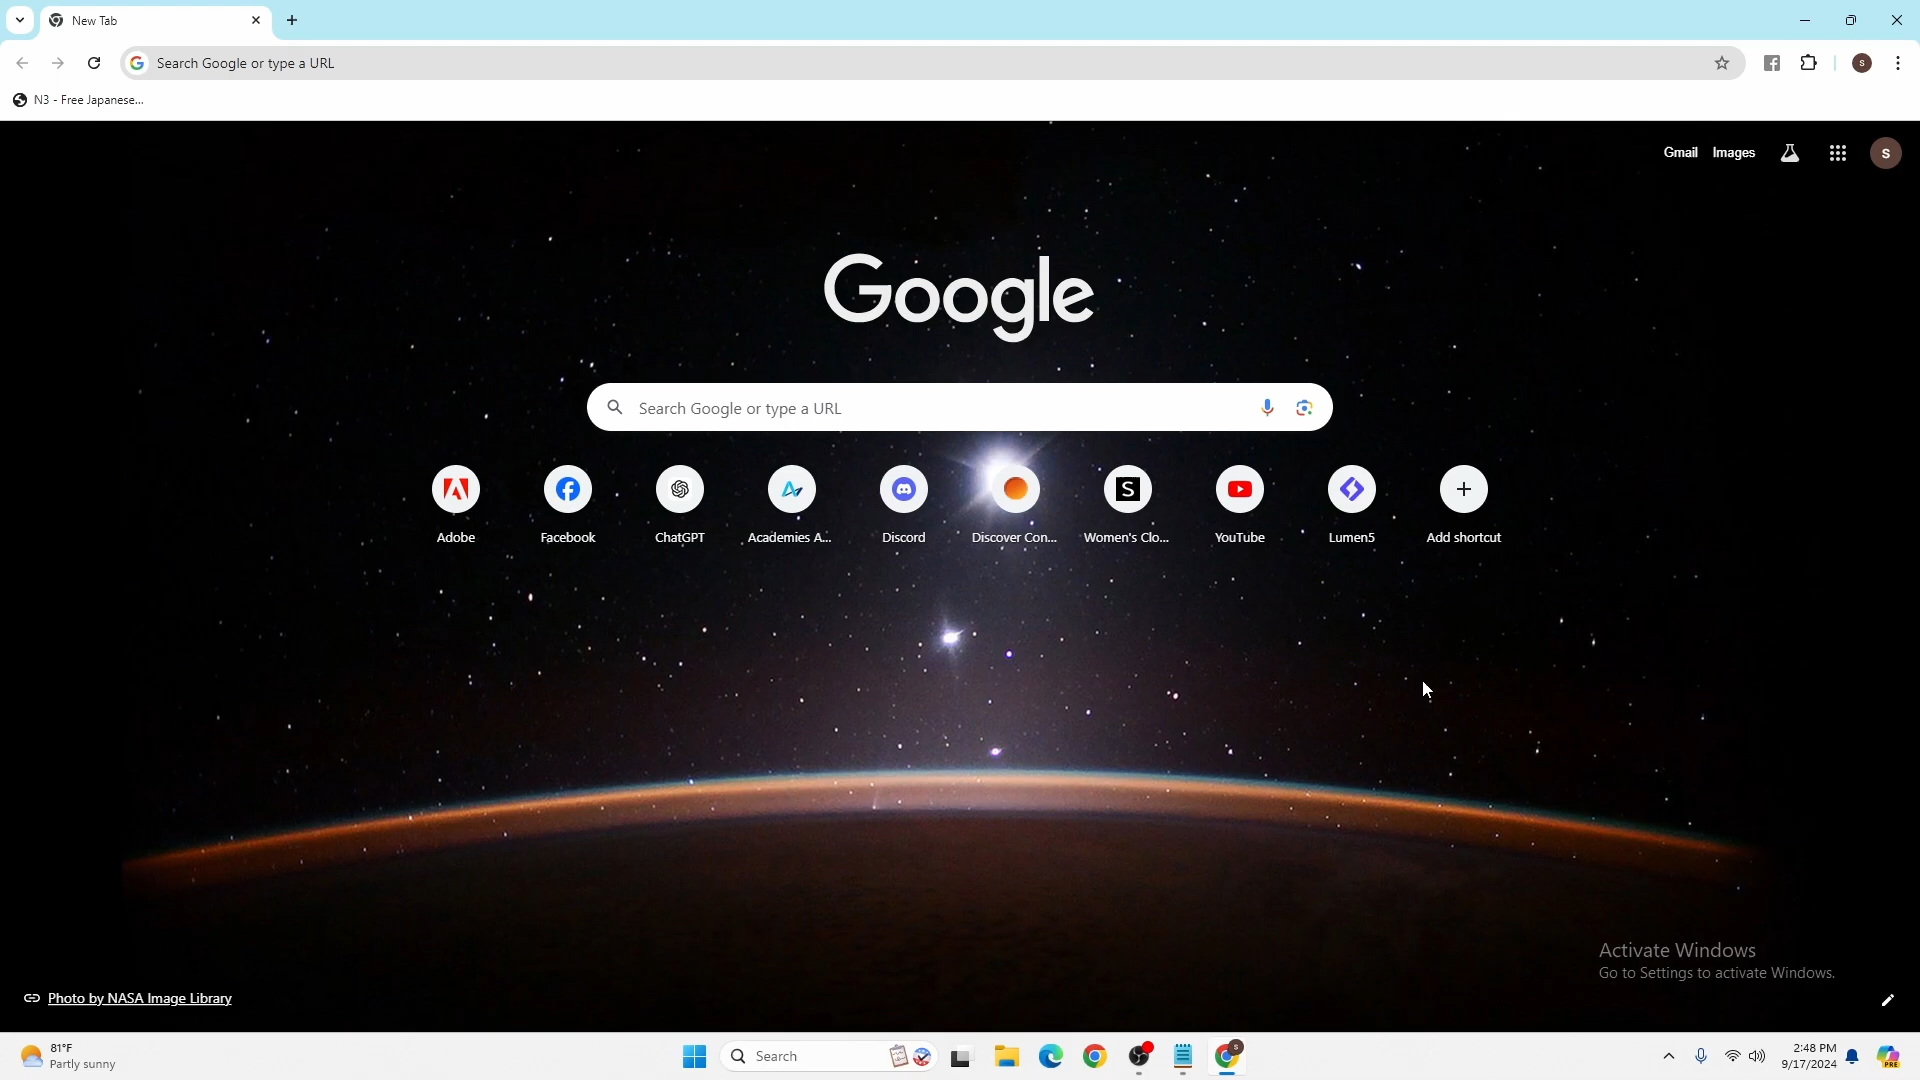 New Tab
Search Google or type a URL
N3 - Free Japanese...
Gmail Images
S
S
Google
Search Google or type a URL
Adobe
Facebook
ChatGPT
Academies A...
Discord
Discover Con...
Women's Clo...
YouTube
Lumen5
Add shortcut
Activate Windows
Go to Settings to activate Windows.
Photo by NASA Image Library
81°F
Partly sunny
Search
2:48 PM
9/17/2024
PRE